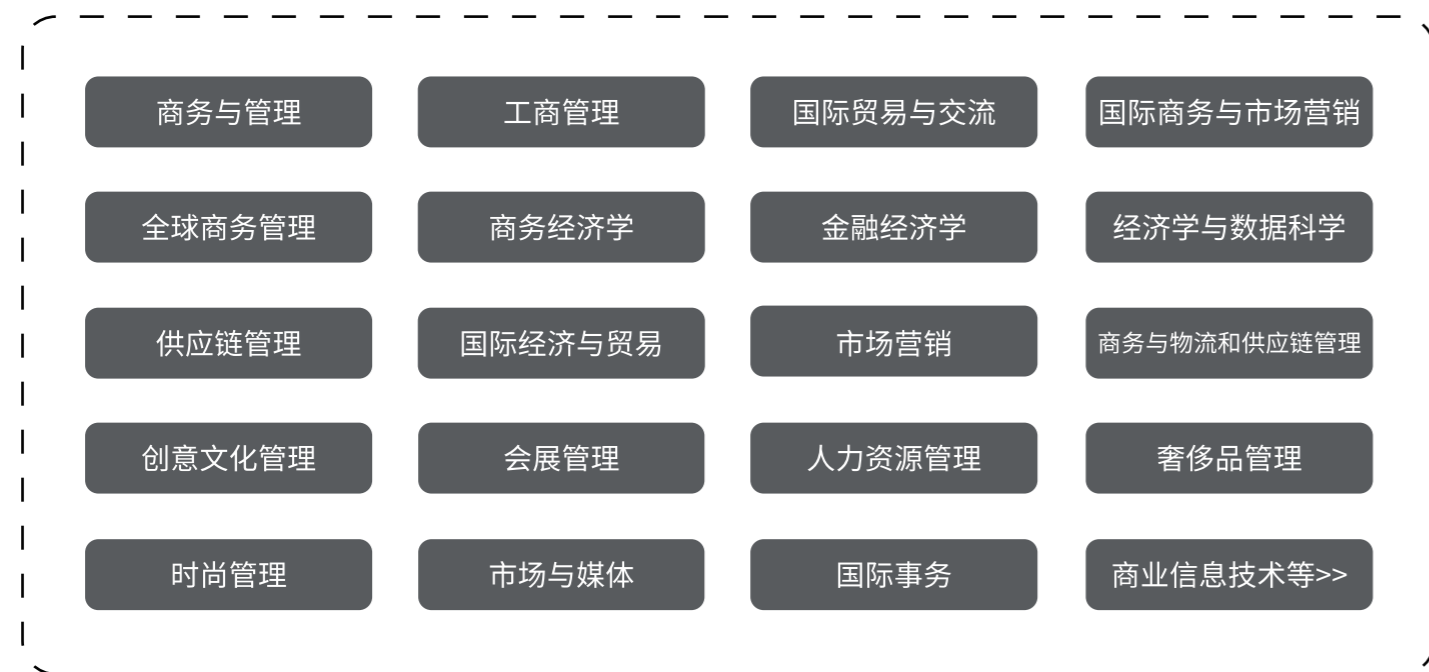 商务与管理
工商管理
国际贸易与交流
国际商务与市场营销
全球商务管理
商务经济学
金融经济学
经济学与数据科学
供应链管理
国际经济与贸易
市场营销
商务与物流和供应链管理
创意文化管理
会展管理
人力资源管理
奢侈品管理
时尚管理
市场与媒体
国际事务
商业信息技术等>>